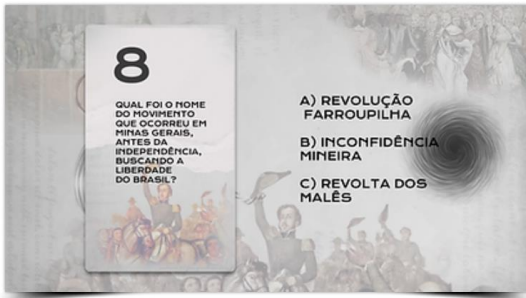 8
QUAL FOI O NOME
DO MOVIMENTO
QUE OCORREU EM
MINAS GERAIS,
ANTES DA
INDEPENDÊNCIA,
BUSCANDO A
LIBERDADE
DO BRASIL?
A) REVOLUÇÃO
FARROUPILHA
B) INCONFIDÊNCIA
MINEIRA
C) REVOLTA DOS
MALÊS